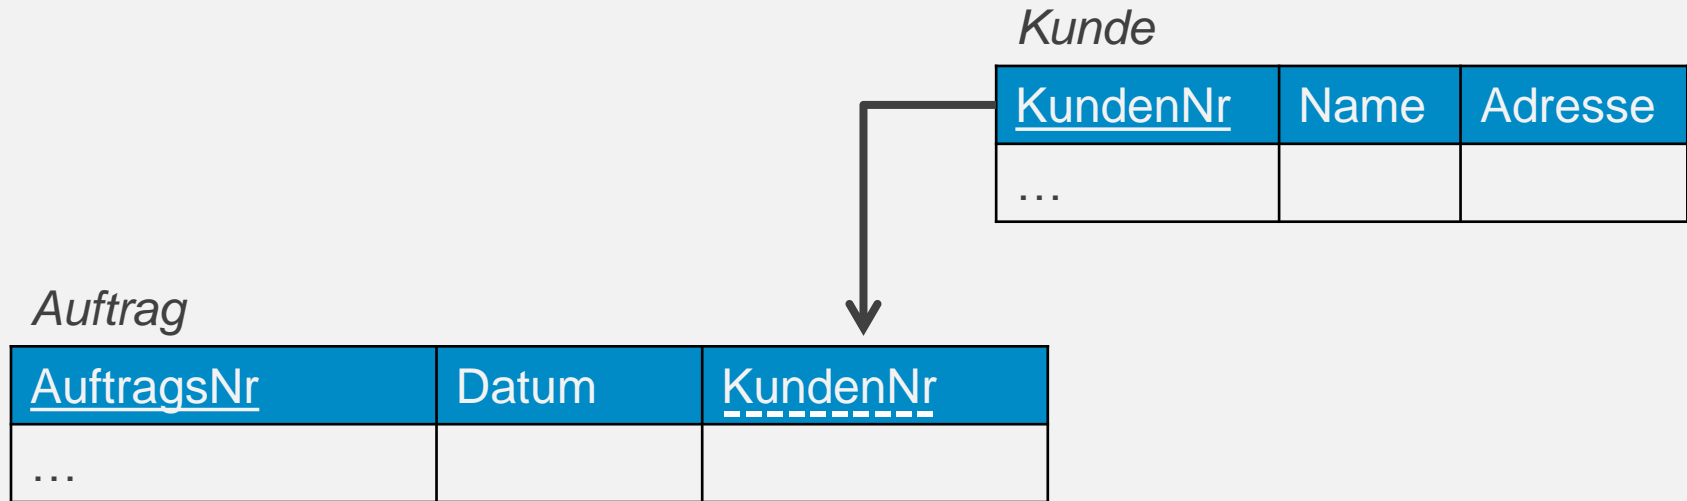 Kunde
KundenNr Name Adresse
…
Auftrag
AuftragsNr Datum KundenNr
…